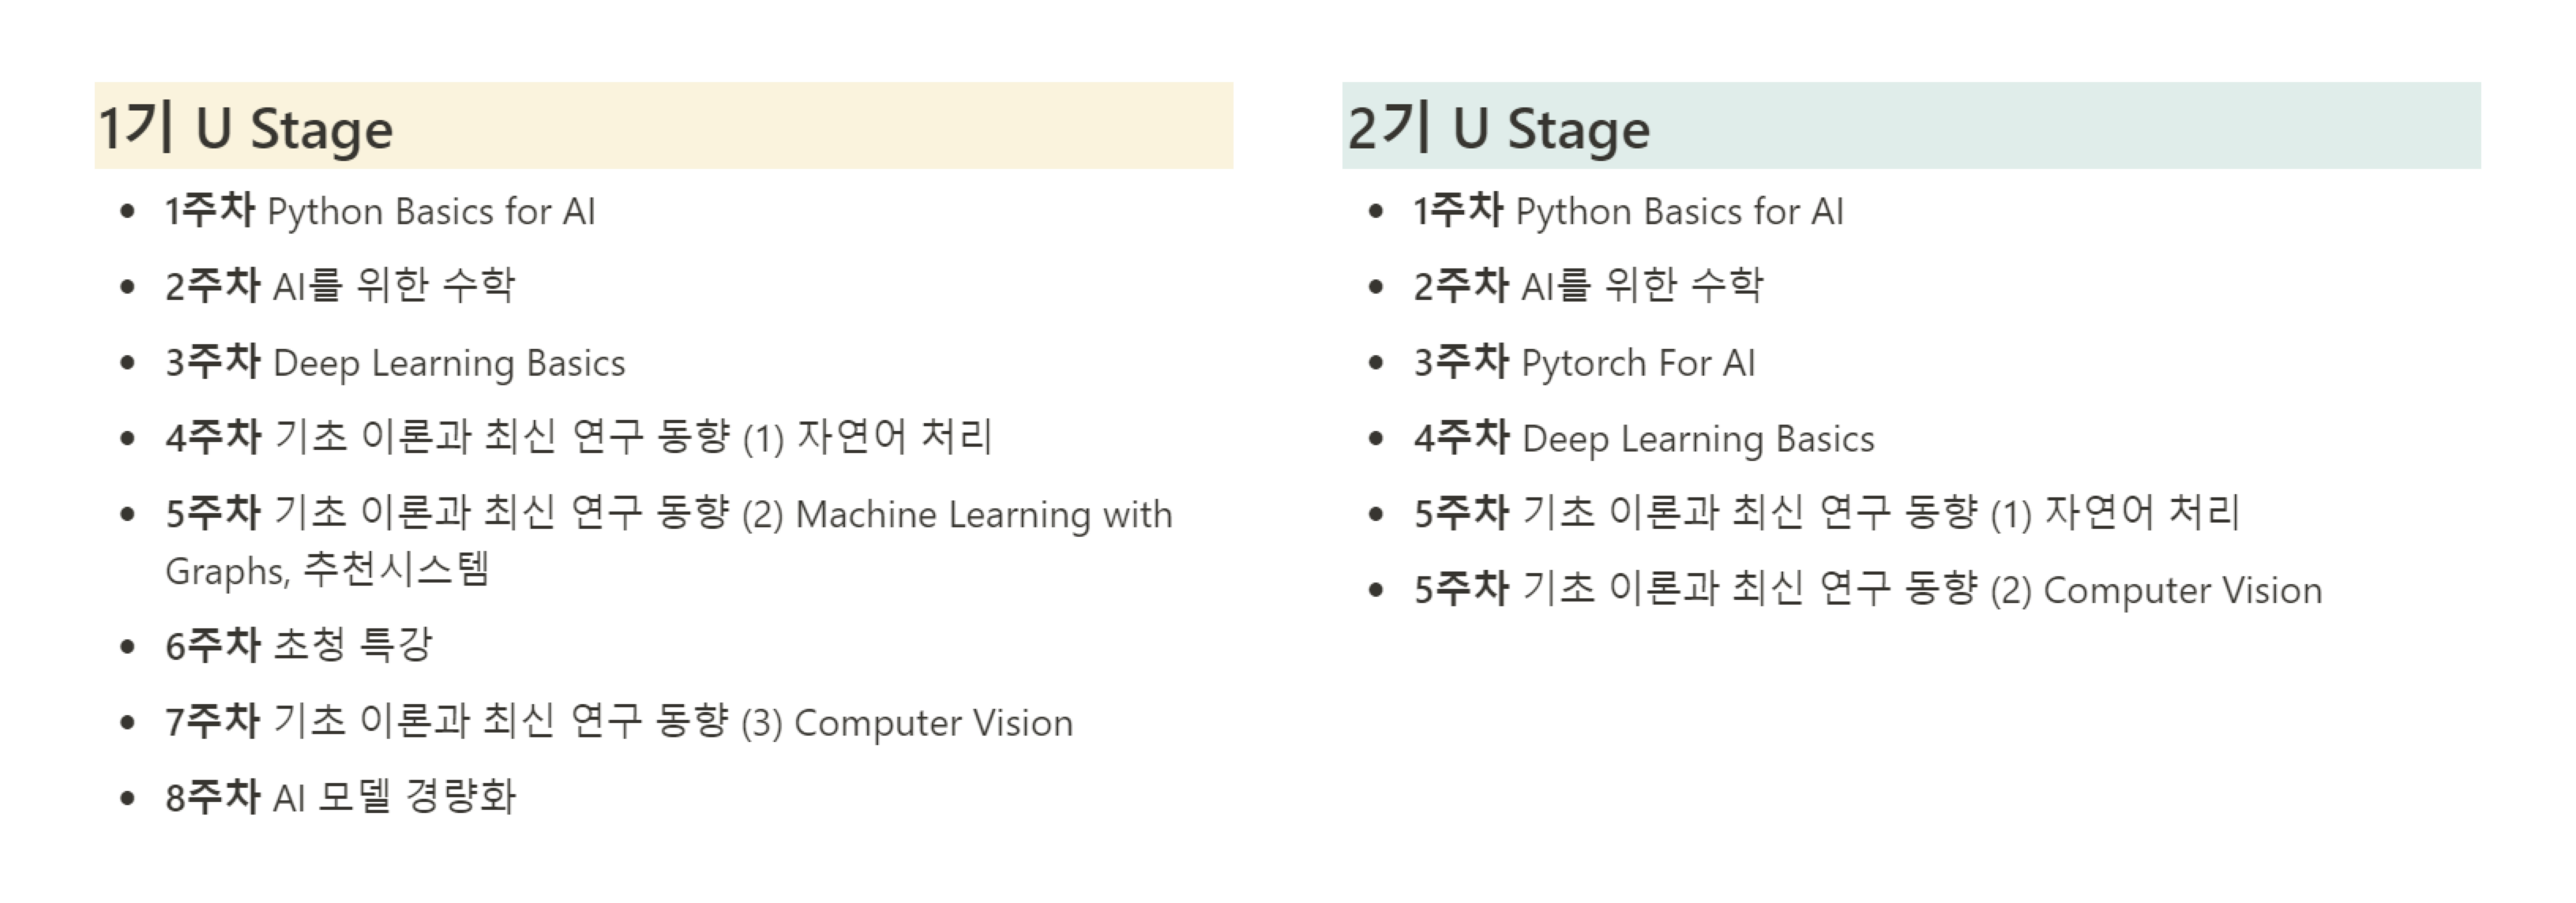 1기 U Stage
• 1주차 Python Basics for AI
• 2주차 AI를 위한 수학
• 3주차 Deep Learning Basics
• 4주차 기초 이론과 최신 연구 동향 (1) 자연어 처리
• 5주차 기초 이론과 최신 연구 동향 (2) Machine Learning with
Graphs, 추천시스템
• 6주차 초청 특강
• 7주차 기초 이론과 최신 연구 동향 (3) Computer Vision
• 8주차 AI 모델 경량화
2기 U Stage
• 1주차 Python Basics for AI
• 2주차 AI를 위한 수학
• 3주차 Pytorch For AI
• 4주차 Deep Learning Basics
• 5주차 기초 이론과 최신 연구 동향 (1) 자연어 처리
• 5주차 기초 이론과 최신 연구 동향 (2) Computer Vision